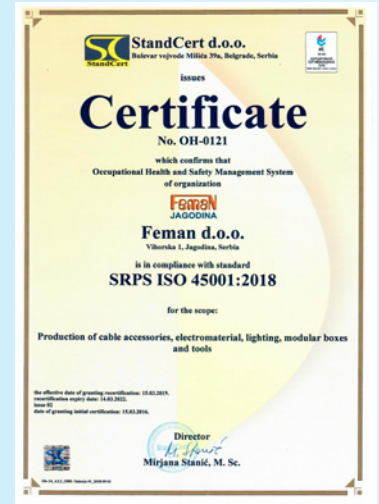 SC
StandCert
StandCert d.o.o.
Bulevar vojvode Mišića 39a, Belgrade, Serbia
issues
Certificate
No. OH-0121
which confirms that
Occupational Health and Safety Management System
of organization
FEMAN
JAGODINA
Feman d.o.o.
Vihorska 1, Jagodina, Serbia
is in compliance with standard
SRPS ISO 45001:2018
for the scope:
Production of cable accessories, electromaterial, lighting, modular boxes
and tools
the effective date of granting recertification: 15.03.2019.
recertification expiry date: 14.03.2022.
issue 02
date of granting initial certification: 15.03.2016.
Director
Mirjana Stanić, M. Sc.